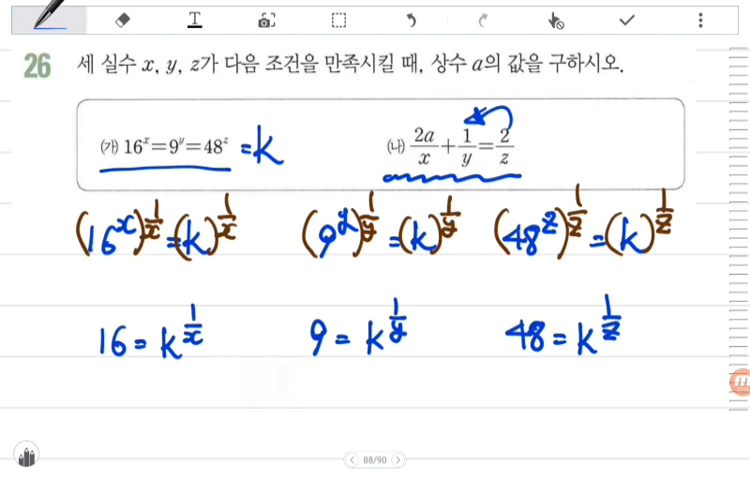 26 세 실수 x, y, z가 다음 조건을 만족시킬 때, 상수 a의 값을 구하시오.
(가) 16^x=9^y=48^z =k (나) 2a/x + 1/y = 2/z
(16^x)^(1/x)=(k)^(1/x) (9^y)^(1/y)=(k)^(1/y) (48^z)^(1/z)=(k)^(1/z)
16=k^(1/x) 9=k^(1/y) 48=k^(1/z)
88/90